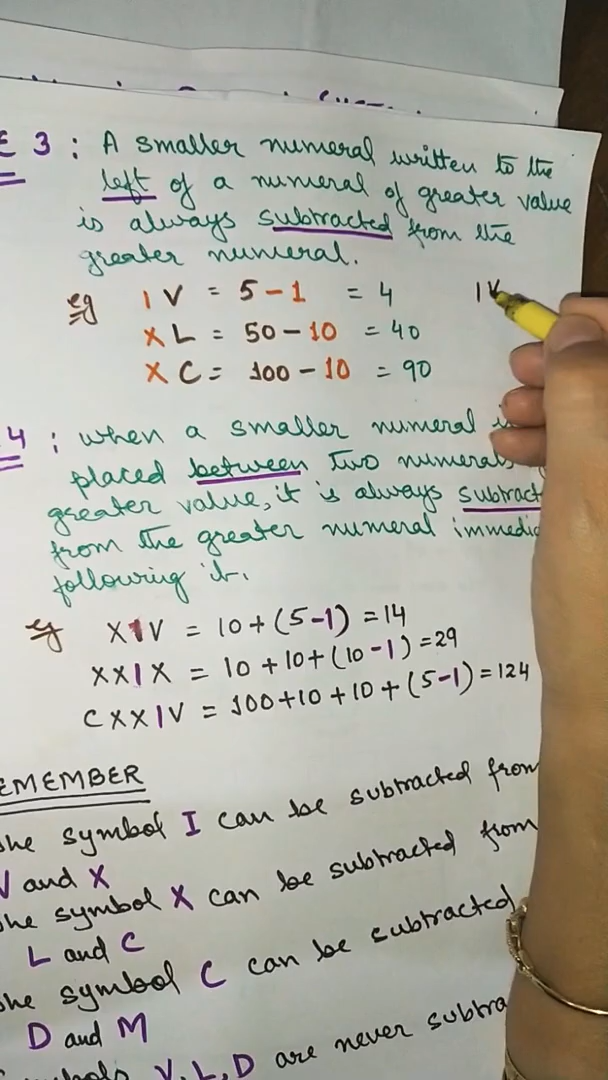 3 : A smaller numeral written to the
left of a numeral of greater value
is always subtracted from the
greater numeral.
eg IV = 5 - 1 = 4 IV
XL = 50 - 10 = 40
XC = 100 - 10 = 90
4 : when a smaller numeral
placed between two numerals
greater value, it is always subtract
from the greater numeral immedi
following it.
eg XIV = 10 + (5-1) = 14
XXIX = 10 + 10 + (10-1) = 29
CXXIV = 100+10+10+(5-1) = 124
EMEMBER
he symbol I can be subtracted from
V and X
he symbol X can be subtracted from
L and C
he symbol C can be subtracted
D and M
V, L, D are never subtra